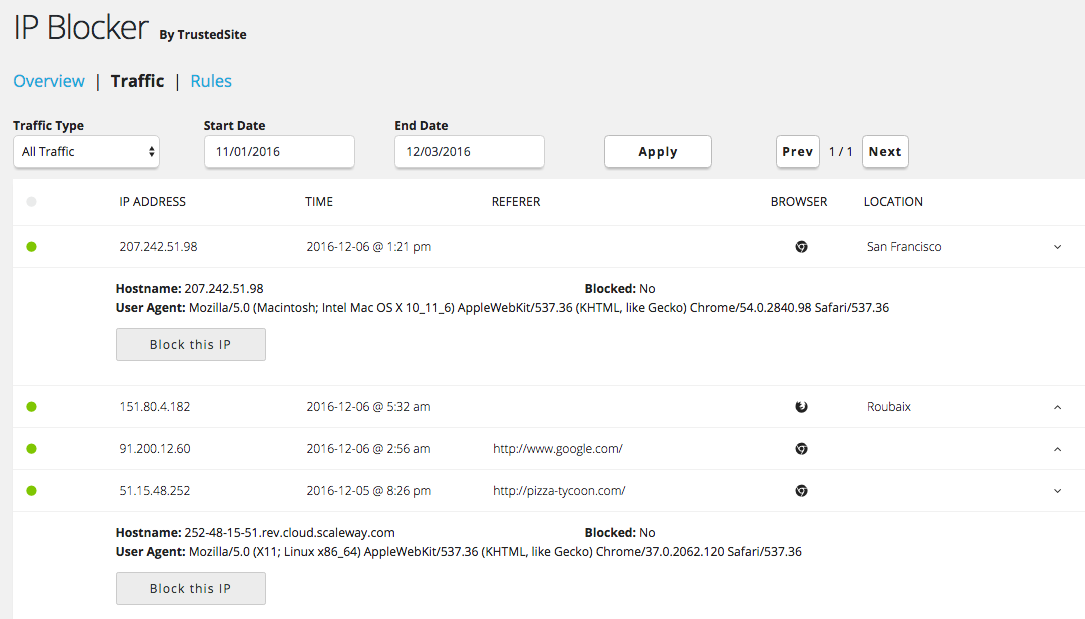 IP Blocker By TrustedSite
Overview | Traffic | Rules
Traffic Type Start Date End Date
All Traffic 11/01/2016 12/03/2016 Apply Prev 1 / 1 Next
IP ADDRESS TIME REFERER BROWSER LOCATION
207.242.51.98 2016-12-06 @ 1:21 pm San Francisco
Hostname: 207.242.51.98 Blocked: No
User Agent: Mozilla/5.0 (Macintosh; Intel Mac OS X 10_11_6) AppleWebKit/537.36 (KHTML, like Gecko) Chrome/54.0.2840.98 Safari/537.36
Block this IP
151.80.4.182 2016-12-06 @ 5:32 am Roubaix
91.200.12.60 2016-12-06 @ 2:56 am http://www.google.com/
51.15.48.252 2016-12-05 @ 8:26 pm http://pizza-tycoon.com/
Hostname: 252-48-15-51.rev.cloud.scaleway.com Blocked: No
User Agent: Mozilla/5.0 (X11; Linux x86_64) AppleWebKit/537.36 (KHTML, like Gecko) Chrome/37.0.2062.120 Safari/537.36
Block this IP